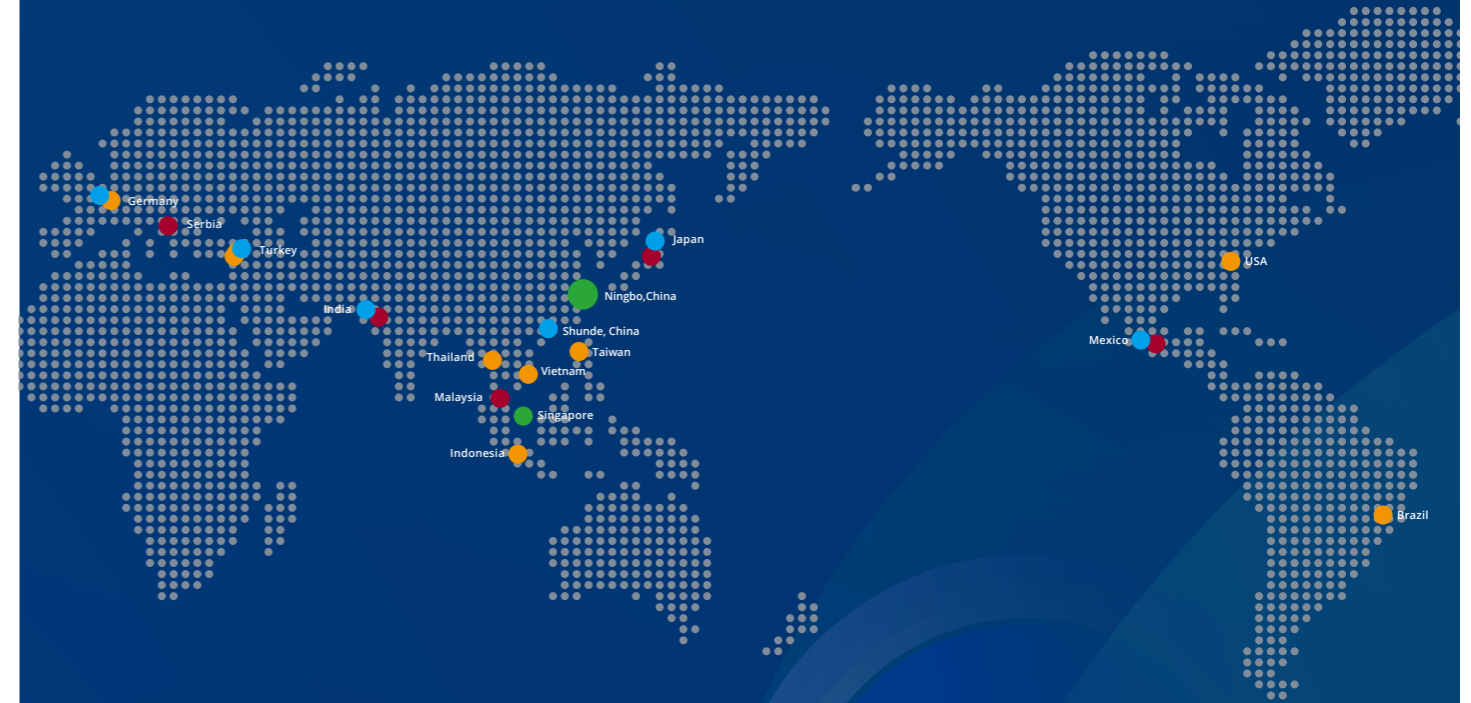 Germany
Serbia
Turkey
Japan
USA
Ningbo,China
India
Shunde, China
Mexico
Taiwan
Thailand
Vietnam
Malaysia
Singapore
Indonesia
Brazil